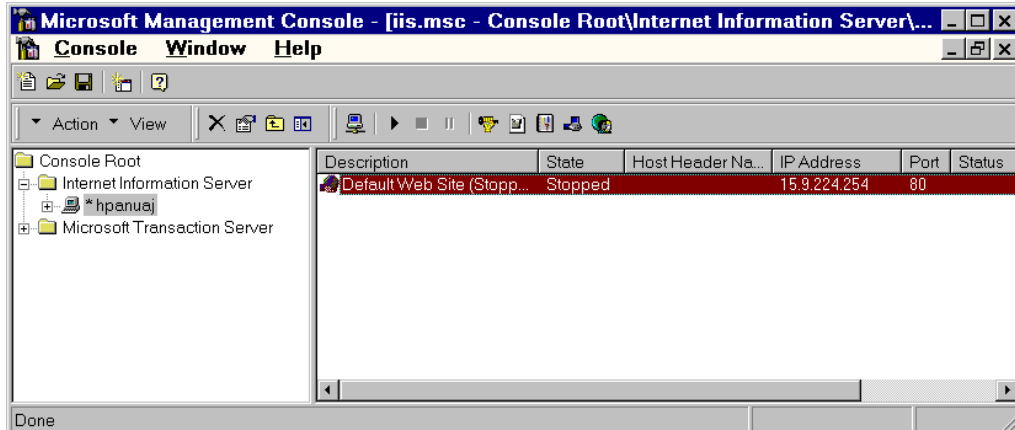 Microsoft Management Console - [iis.msc - Console Root\Internet Information Server\...
Console Window Help
Action View
Console Root
Internet Information Server
* hpanuaj
Microsoft Transaction Server
Description State Host Header Na... IP Address Port Status
Default Web Site (Stopp... Stopped 15.9.224.254 80
Done